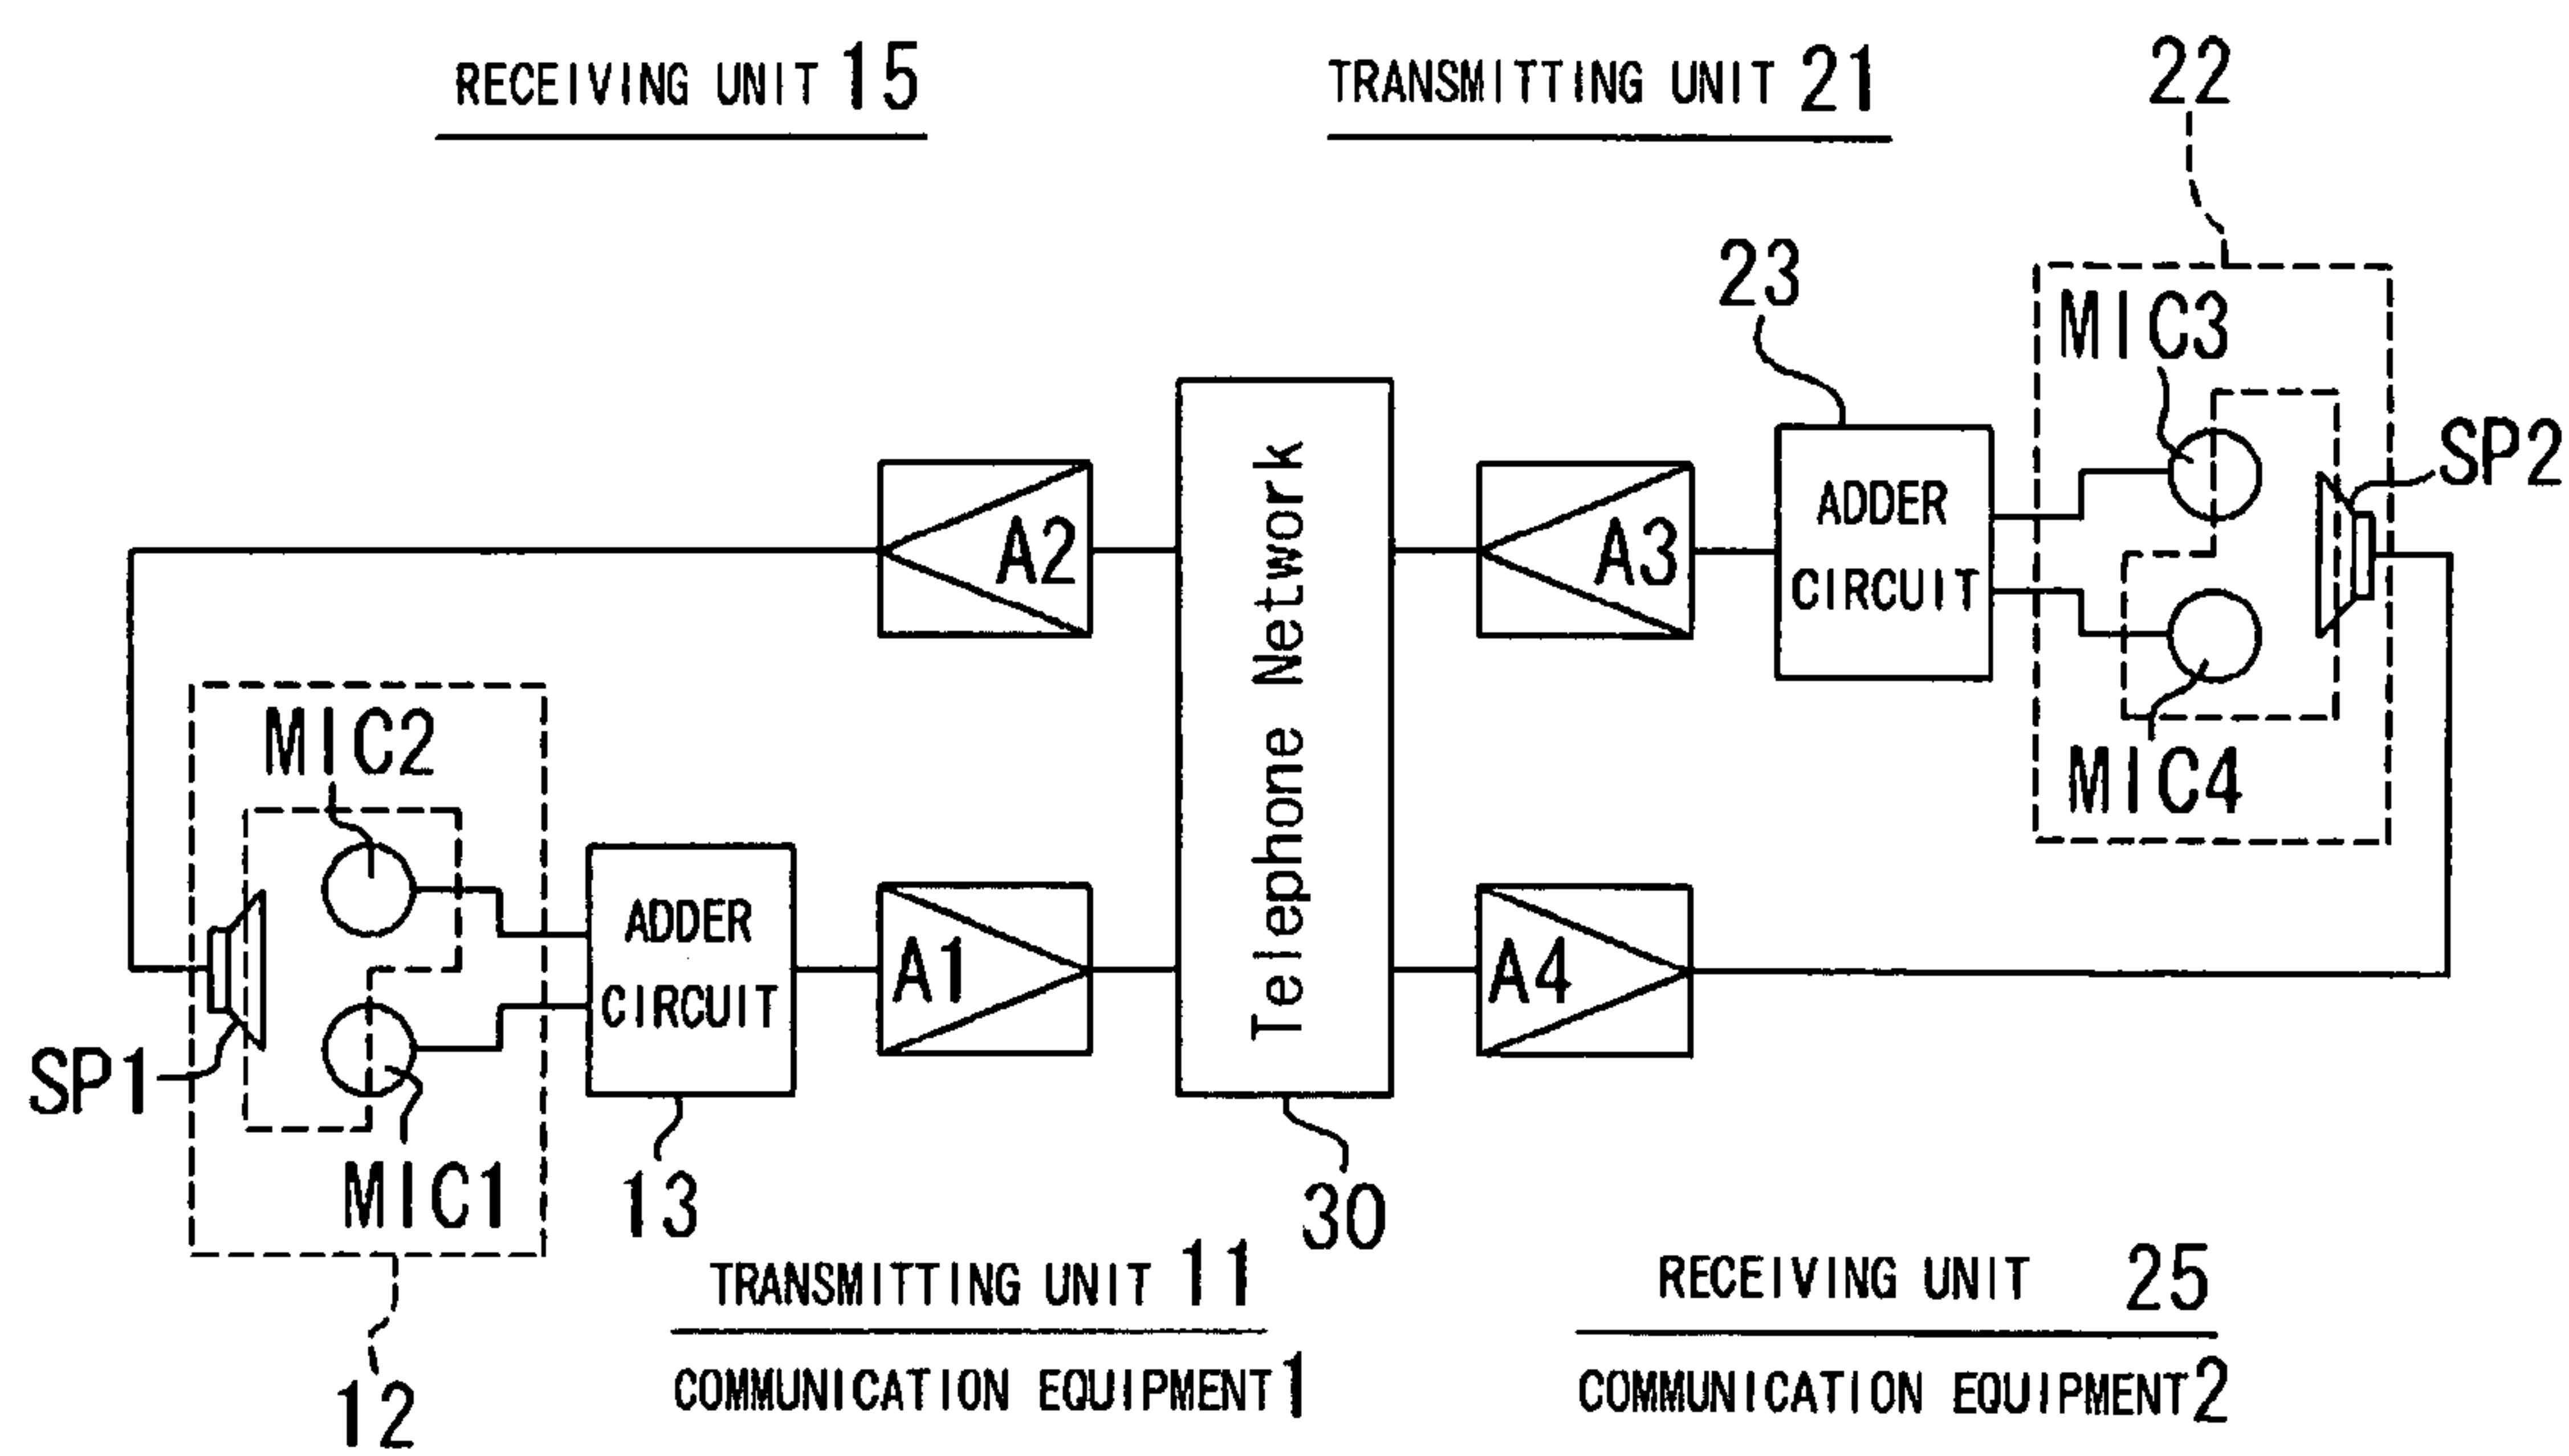 RECEIVING UNIT 15
TRANSMITTING UNIT 21
22
23
MIC3
SP2
A2
A3
ADDER
CIRCUIT
Telephone Network
MIC4
MIC2
ADDER
CIRCUIT
A1
A4
SP1
MIC1
13
30
TRANSMITTING UNIT 11
RECEIVING UNIT 25
12
COMMUNICATION EQUIPMENT 1
COMMUNICATION EQUIPMENT 2